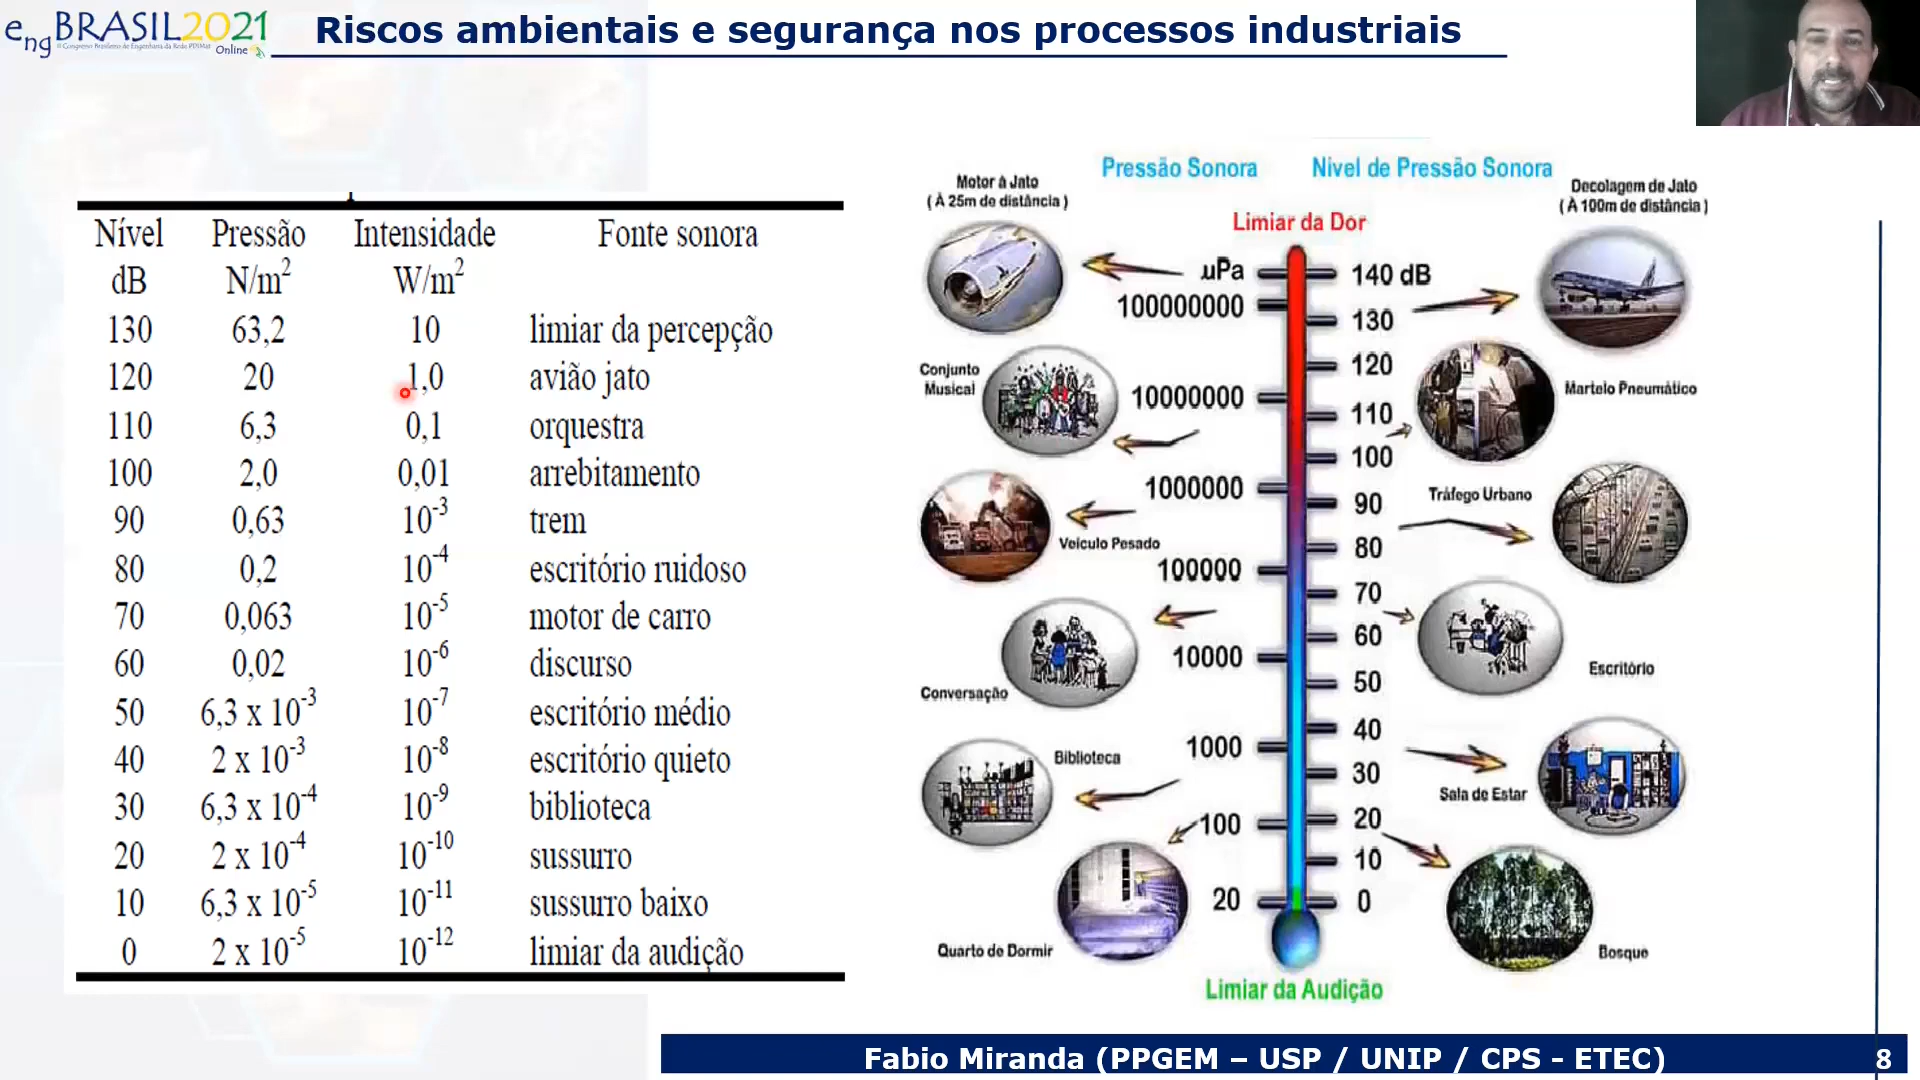 engBRASIL2021
II Congresso Brasileiro de Engenharia da Rede PDIMat
Online
Riscos ambientais e segurança nos processos industriais
Nível Pressão Intensidade Fonte sonora
dB N/m² W/m²
130 63,2 10 limiar da percepção
120 20 1,0 avião jato
110 6,3 0,1 orquestra
100 2,0 0,01 arrebitamento
90 0,63 10⁻³ trem
80 0,2 10⁻⁴ escritório ruidoso
70 0,063 10⁻⁵ motor de carro
60 0,02 10⁻⁶ discurso
50 6,3 x 10⁻³ 10⁻⁷ escritório médio
40 2 x 10⁻³ 10⁻⁸ escritório quieto
30 6,3 x 10⁻⁴ 10⁻⁹ biblioteca
20 2 x 10⁻⁴ 10⁻¹⁰ sussurro
10 6,3 x 10⁻⁵ 10⁻¹¹ sussurro baixo
0 2 x 10⁻⁵ 10⁻¹² limiar da audição
Pressão Sonora
Nivel de Pressão Sonora
Limiar da Dor
Motor à Jato
( À 25m de distância )
Conjunto
Musical
Veiculo Pesado
Conversação
Biblioteca
Quarto de Dormir
µPa
100000000
10000000
1000000
100000
10000
1000
100
20
140 dB
130
120
110
100
90
80
70
60
50
40
30
20
10
0
Decolagem de Jato
( À 100m de distância )
Martelo Pneumático
Tráfego Urbano
Escritório
Sala de Estar
Bosque
Limiar da Audição
Fabio Miranda (PPGEM – USP / UNIP / CPS - ETEC)
8